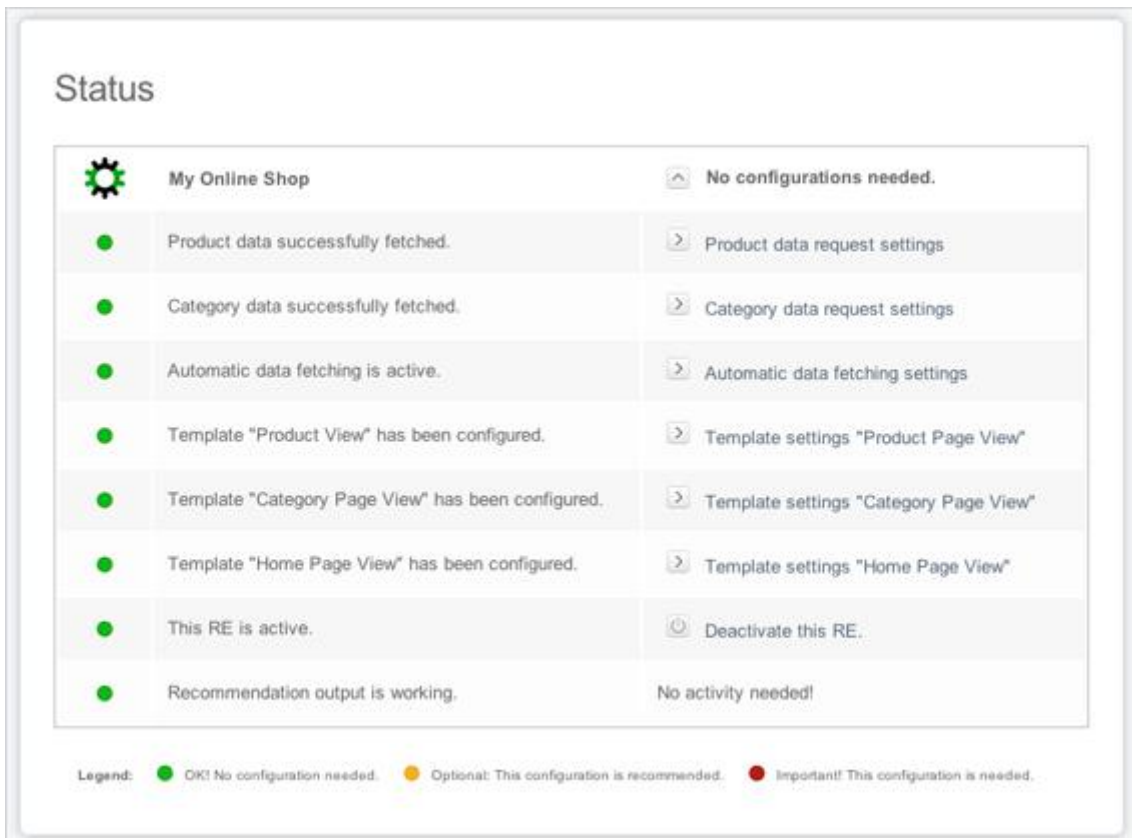 Status
My Online Shop No configurations needed.
Product data successfully fetched. Product data request settings
Category data successfully fetched. Category data request settings
Automatic data fetching is active. Automatic data fetching settings
Template "Product View" has been configured. Template settings "Product Page View"
Template "Category Page View" has been configured. Template settings "Category Page View"
Template "Home Page View" has been configured. Template settings "Home Page View"
This RE is active. Deactivate this RE.
Recommendation output is working. No activity needed!
Legend: OK! No configuration needed. Optional: This configuration is recommended. Important! This configuration is needed.